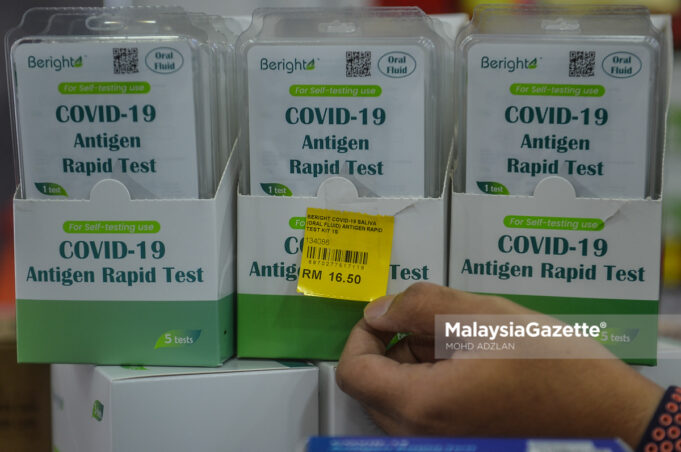 Beright
Oral
Fluid
For Self-testing use
COVID-19
Antigen
Rapid Test
1 test
For Self-testing use
COVID-19
Antigen Rapid Test
5 tests
Beright
Oral
Fluid
For Self-testing use
COVID-19
Antigen
Rapid Test
1 test
BERIGHT COVID-19 SALIVA
(ORAL FLUID) ANTIGEN RAPID
TEST KIT 1S
RM 16.50
Beright
Oral
Fluid
For Self-testing use
COVID-19
Antigen
Rapid Test
1 test
For Self-testing use
COVID-19
Antigen Rapid Test
5 tests
MalaysiaGazette
MOHD ADZLAN